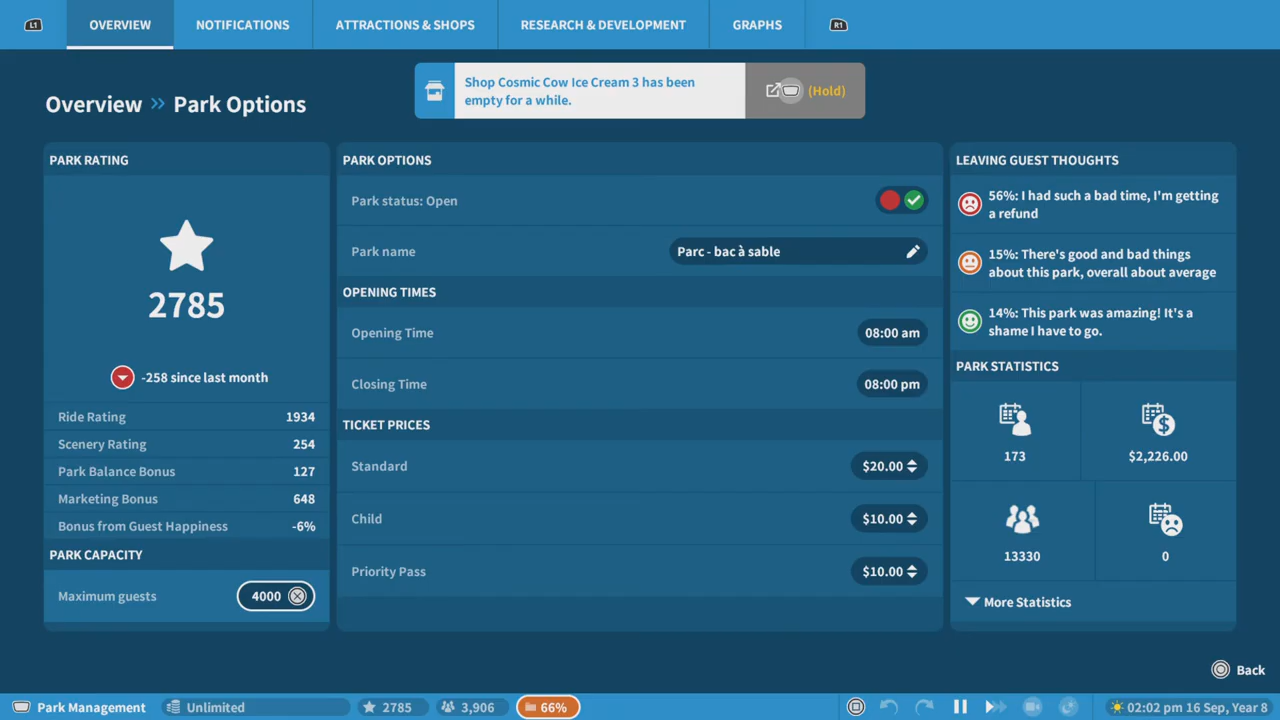 L1
OVERVIEW
NOTIFICATIONS
ATTRACTIONS & SHOPS
RESEARCH & DEVELOPMENT
GRAPHS
R1
Overview » Park Options
Shop Cosmic Cow Ice Cream 3 has been
empty for a while.
(Hold)
PARK RATING
2785
-258 since last month
Ride Rating 1934
Scenery Rating 254
Park Balance Bonus 127
Marketing Bonus 648
Bonus from Guest Happiness -6%
PARK CAPACITY
Maximum guests 4000
PARK OPTIONS
Park status: Open
Park name Parc - bac à sable
OPENING TIMES
Opening Time 08:00 am
Closing Time 08:00 pm
TICKET PRICES
Standard $20.00
Child $10.00
Priority Pass $10.00
LEAVING GUEST THOUGHTS
56%: I had such a bad time, I'm getting
a refund
15%: There's good and bad things
about this park, overall about average
14%: This park was amazing! It's a
shame I have to go.
PARK STATISTICS
173
$2,226.00
13330
0
More Statistics
Back
Park Management
Unlimited
2785
3,906
66%
02:02 pm 16 Sep, Year 8